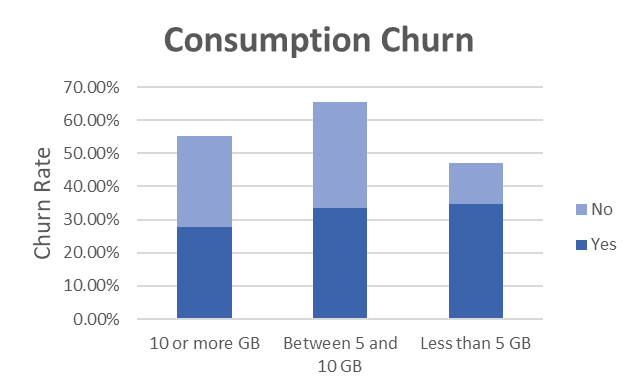 Consumption Churn
70.00%
60.00%
50.00%
40.00%
30.00%
20.00%
10.00%
0.00%
Churn Rate
10 or more GB
Between 5 and
10 GB
Less than 5 GB
No
Yes